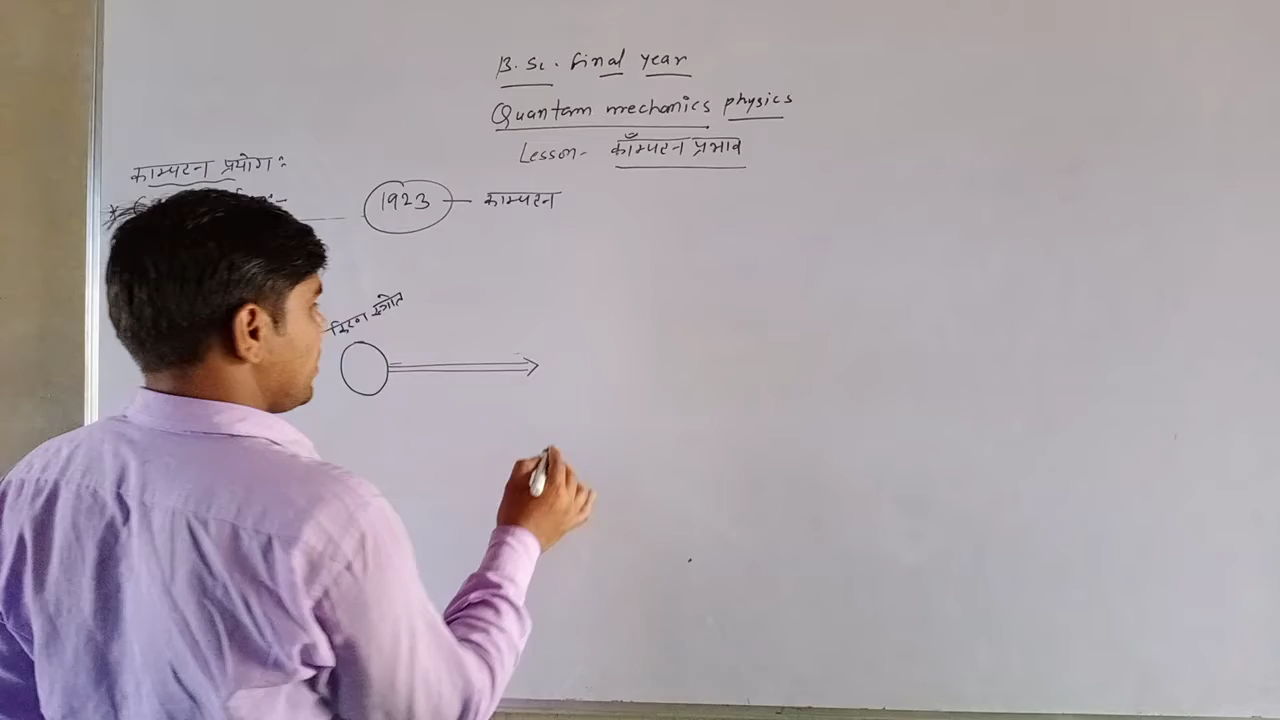 B.Sc. final year
Quantam mechanics physics
Lesson- काँम्पटन प्रभाव
काम्पटन प्रयोग :
1923 — काम्पटन
किरण स्त्रोत